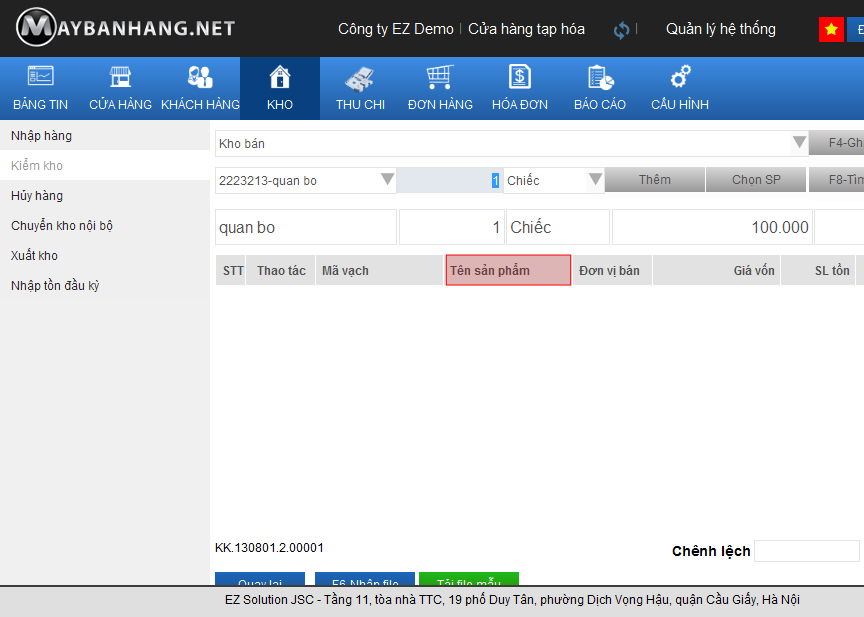 MAYBANHANG.NET
Công ty EZ Demo | Cửa hàng tạp hóa
Quản lý hệ thống
BẢNG TIN CỬA HÀNG KHÁCH HÀNG KHO THU CHI ĐƠN HÀNG HÓA ĐƠN BÁO CÁO CẤU HÌNH
Nhập hàng
Kiểm kho
Hủy hàng
Chuyển kho nội bộ
Xuất kho
Nhập tồn đầu kỳ
Kho bán F4-Gh
2223213-quan bo 1 Chiếc Thêm Chọn SP F8-Tìm
quan bo 1 Chiếc 100.000
STT Thao tác Mã vạch Tên sản phẩm Đơn vị bán Giá vốn SL tồn
KK.130801.2.00001
Chênh lệch
Quay lại F6-Nhập file Tải file mẫu
EZ Solution JSC - Tầng 11, tòa nhà TTC, 19 phố Duy Tân, phường Dịch Vọng Hậu, quận Cầu Giấy, Hà Nội